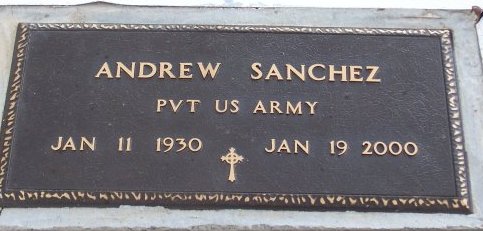 ANDREW SANCHEZ
PVT US ARMY
JAN 11 1930 JAN 19 2000